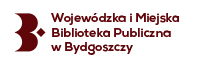 Wojewódzka i Miejska
Biblioteka Publiczna
w Bydgoszczy